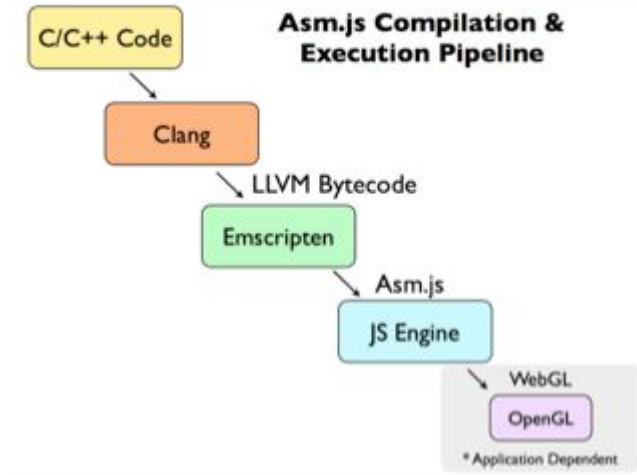 Asm.js Compilation &
Execution Pipeline
C/C++ Code
Clang
LLVM Bytecode
Emscripten
Asm.js
JS Engine
WebGL
OpenGL
* Application Dependent